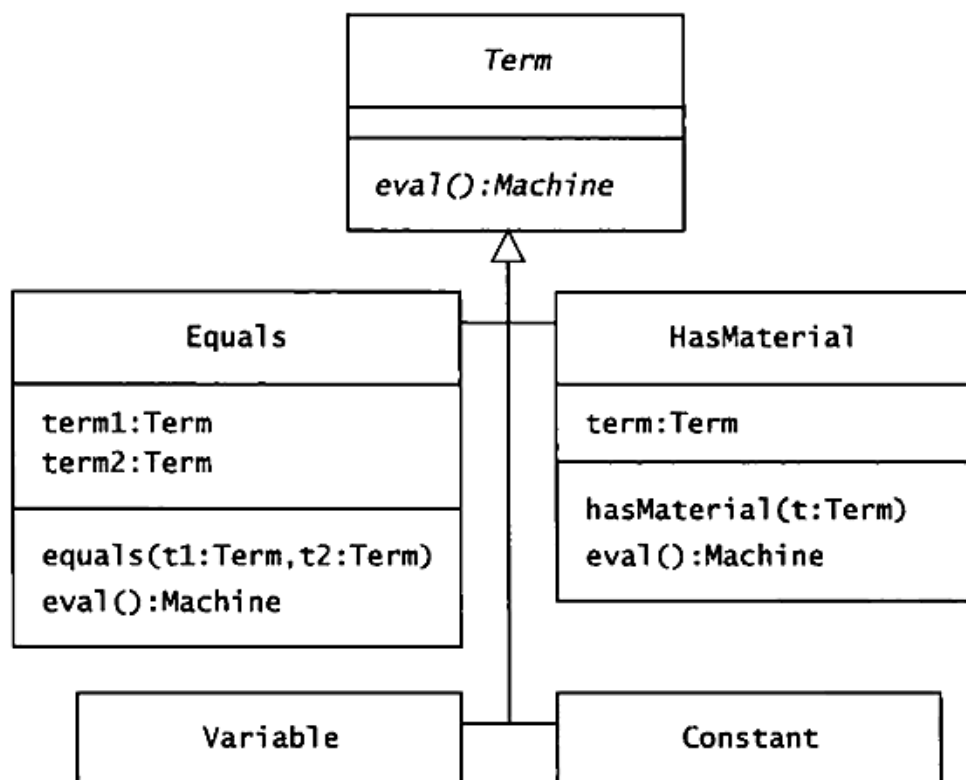 Term
eval():Machine
Equals
term1:Term
term2:Term
equals(t1:Term,t2:Term)
eval():Machine
HasMaterial
term:Term
hasMaterial(t:Term)
eval():Machine
Variable
Constant